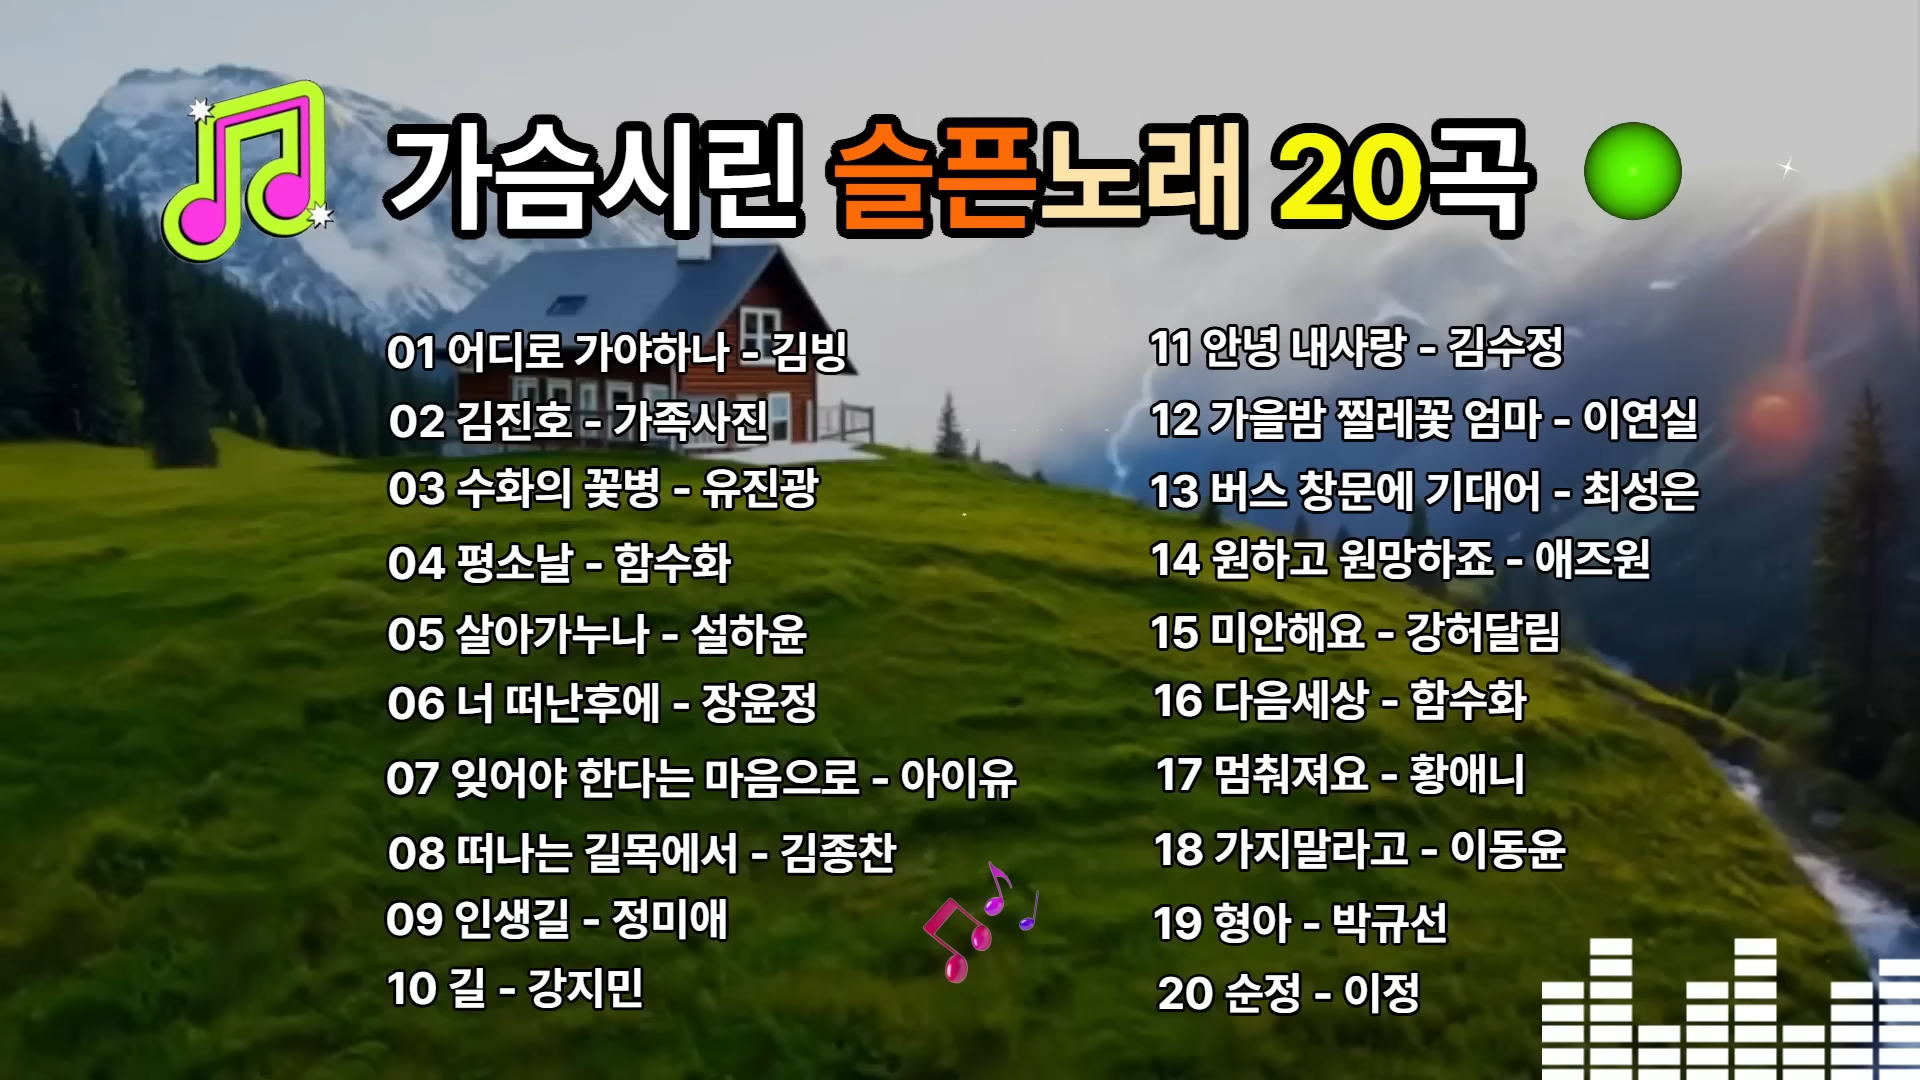 가슴시린 슬픈노래 20곡
01 어디로 가야하나 - 김빙
02 김진호 - 가족사진
03 수화의 꽃병 - 유진광
04 평소날 - 함수화
05 살아가누나 - 설하윤
06 너 떠난후에 - 장윤정
07 잊어야 한다는 마음으로 - 아이유
08 떠나는 길목에서 - 김종찬
09 인생길 - 정미애
10 길 - 강지민
11 안녕 내사랑 - 김수정
12 가을밤 찔레꽃 엄마 - 이연실
13 버스 창문에 기대어 - 최성은
14 원하고 원망하죠 - 애즈원
15 미안해요 - 강허달림
16 다음세상 - 함수화
17 멈춰져요 - 황애니
18 가지말라고 - 이동윤
19 형아 - 박규선
20 순정 - 이정